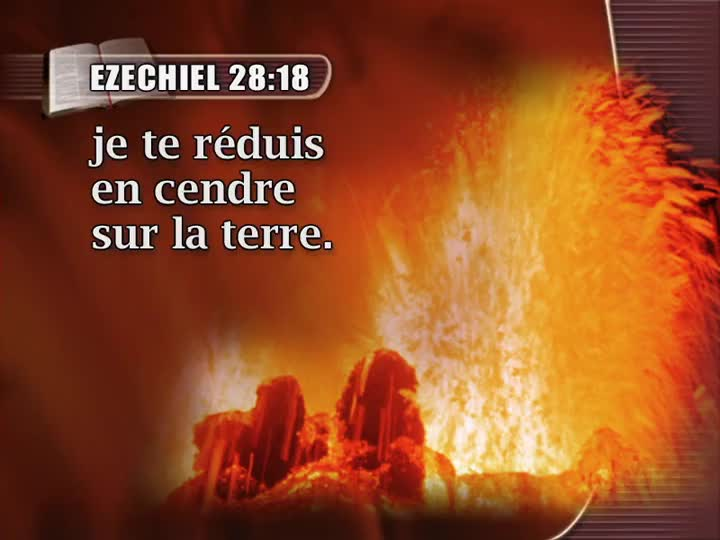 EZECHIEL 28:18
je te réduis
en cendre
sur la terre.